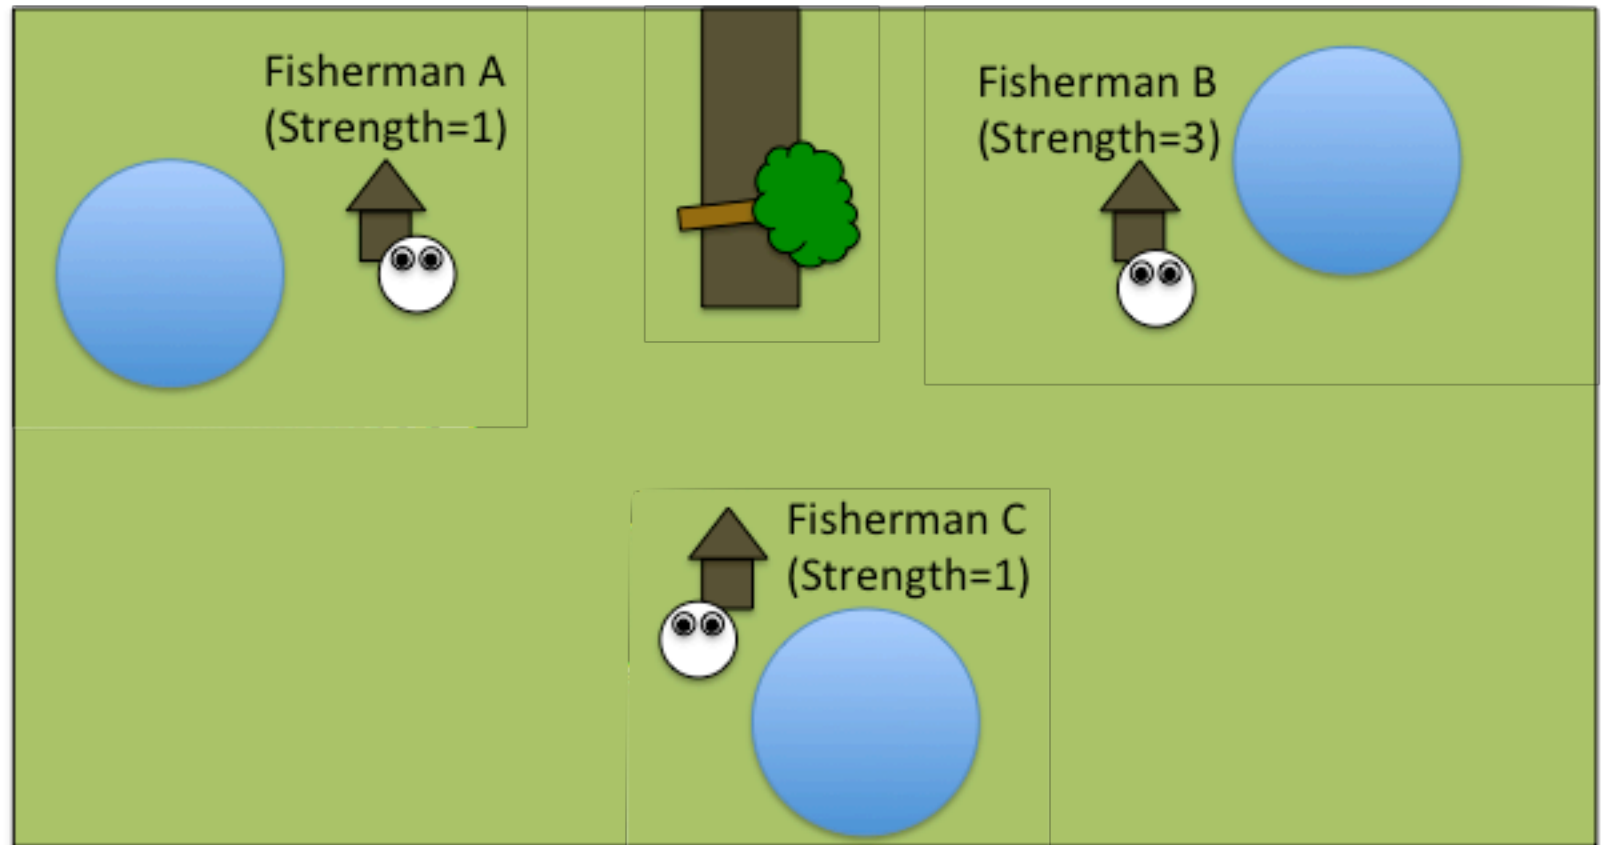 Fisherman A
(Strength=1)
Fisherman B
(Strength=3)
Fisherman C
(Strength=1)